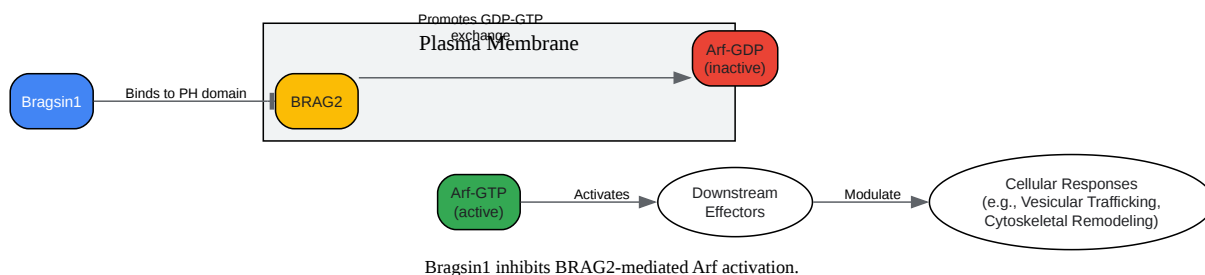 Promotes GDP-GTP
exchange
Plasma Membrane
Arf-GDP
(inactive)
Bragsin1
Binds to PH domain
BRAG2
Arf-GTP
(active)
Activates
Downstream
Effectors
Modulate
Cellular Responses
(e.g., Vesicular Trafficking,
Cytoskeletal Remodeling)
Bragsin1 inhibits BRAG2-mediated Arf activation.